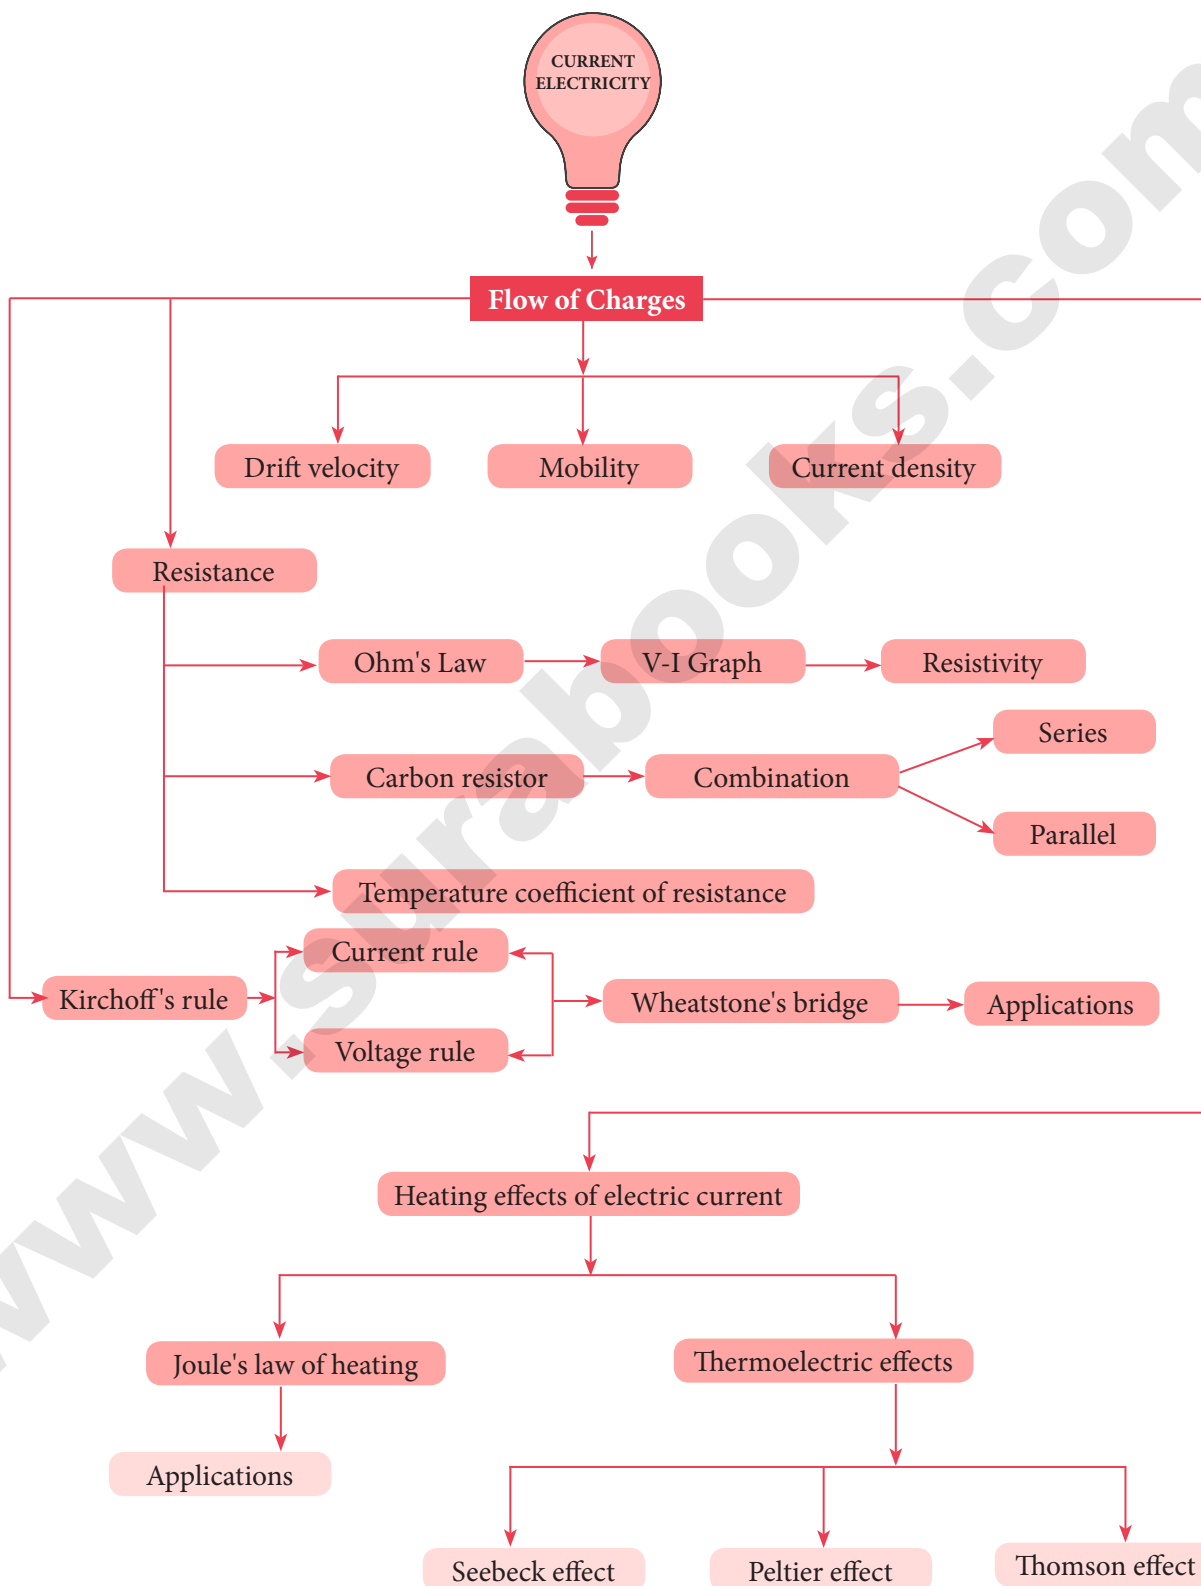 CURRENT
ELECTRICITY
Flow of Charges
Drift velocity
Mobility
Current density
Resistance
Ohm's Law
V-I Graph
Resistivity
Series
Carbon resistor
Combination
Parallel
Temperature coefficient of resistance
Current rule
Kirchoff's rule
Wheatstone's bridge
Applications
Voltage rule
Heating effects of electric current
Joule's law of heating
Thermoelectric effects
Applications
Seebeck effect
Peltier effect
Thomson effect
www.surabooks.com